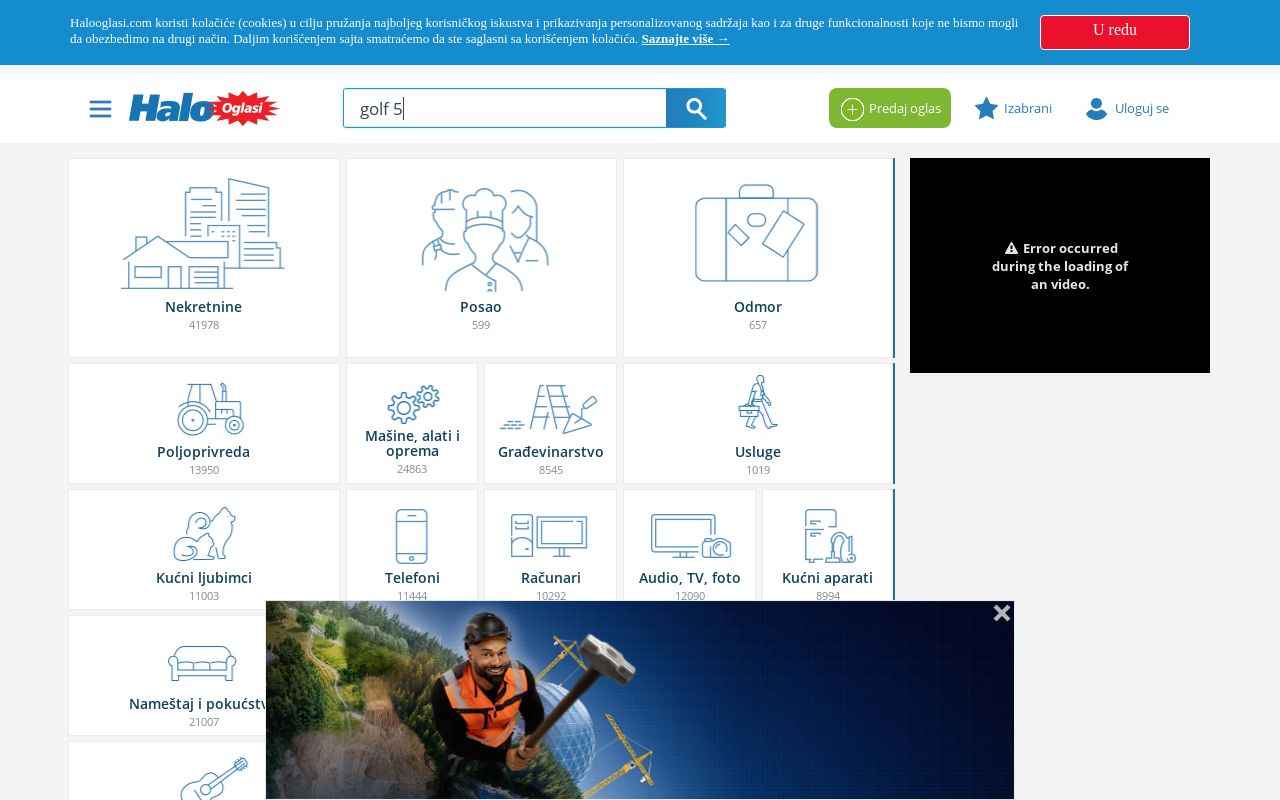 Halooglasi.com koristi kolačiće (cookies) u cilju pružanja najboljeg korisničkog iskustva i prikazivanja personalizovanog sadržaja kao i za druge funkcionalnosti koje ne bismo mogli
da obezbedimo na drugi način. Daljim korišćenjem sajta smatraćemo da ste saglasni sa korišćenjem kolačića. Saznajte više →
U redu
Halo Oglasi
golf 5
Predaj oglas
Izabrani
Uloguj se
Nekretnine
41978
Posao
599
Odmor
657
Error occurred
during the loading of
an video.
Poljoprivreda
13950
Mašine, alati i
oprema
24863
Građevinarstvo
8545
Usluge
1019
Kućni ljubimci
11003
Telefoni
11444
Računari
10292
Audio, TV, foto
12090
Kućni aparati
8994
Nameštaj i pokućstv
21007